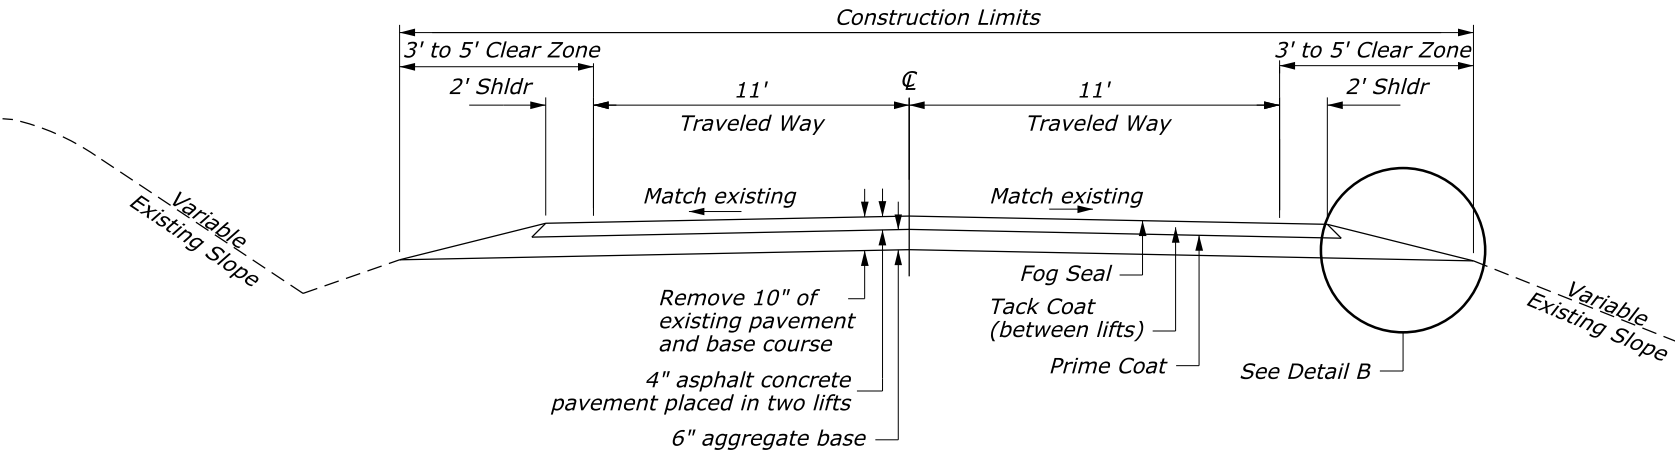 Construction Limits
3' to 5' Clear Zone
3' to 5' Clear Zone
2' Shldr
11'
℄
11'
2' Shldr
Traveled Way
Traveled Way
Match existing
Match existing
Variable
Existing Slope
Fog Seal
Remove 10" of
existing pavement
and base course
Tack Coat
(between lifts)
Variable
Existing Slope
Prime Coat
See Detail B
4" asphalt concrete
pavement placed in two lifts
6" aggregate base